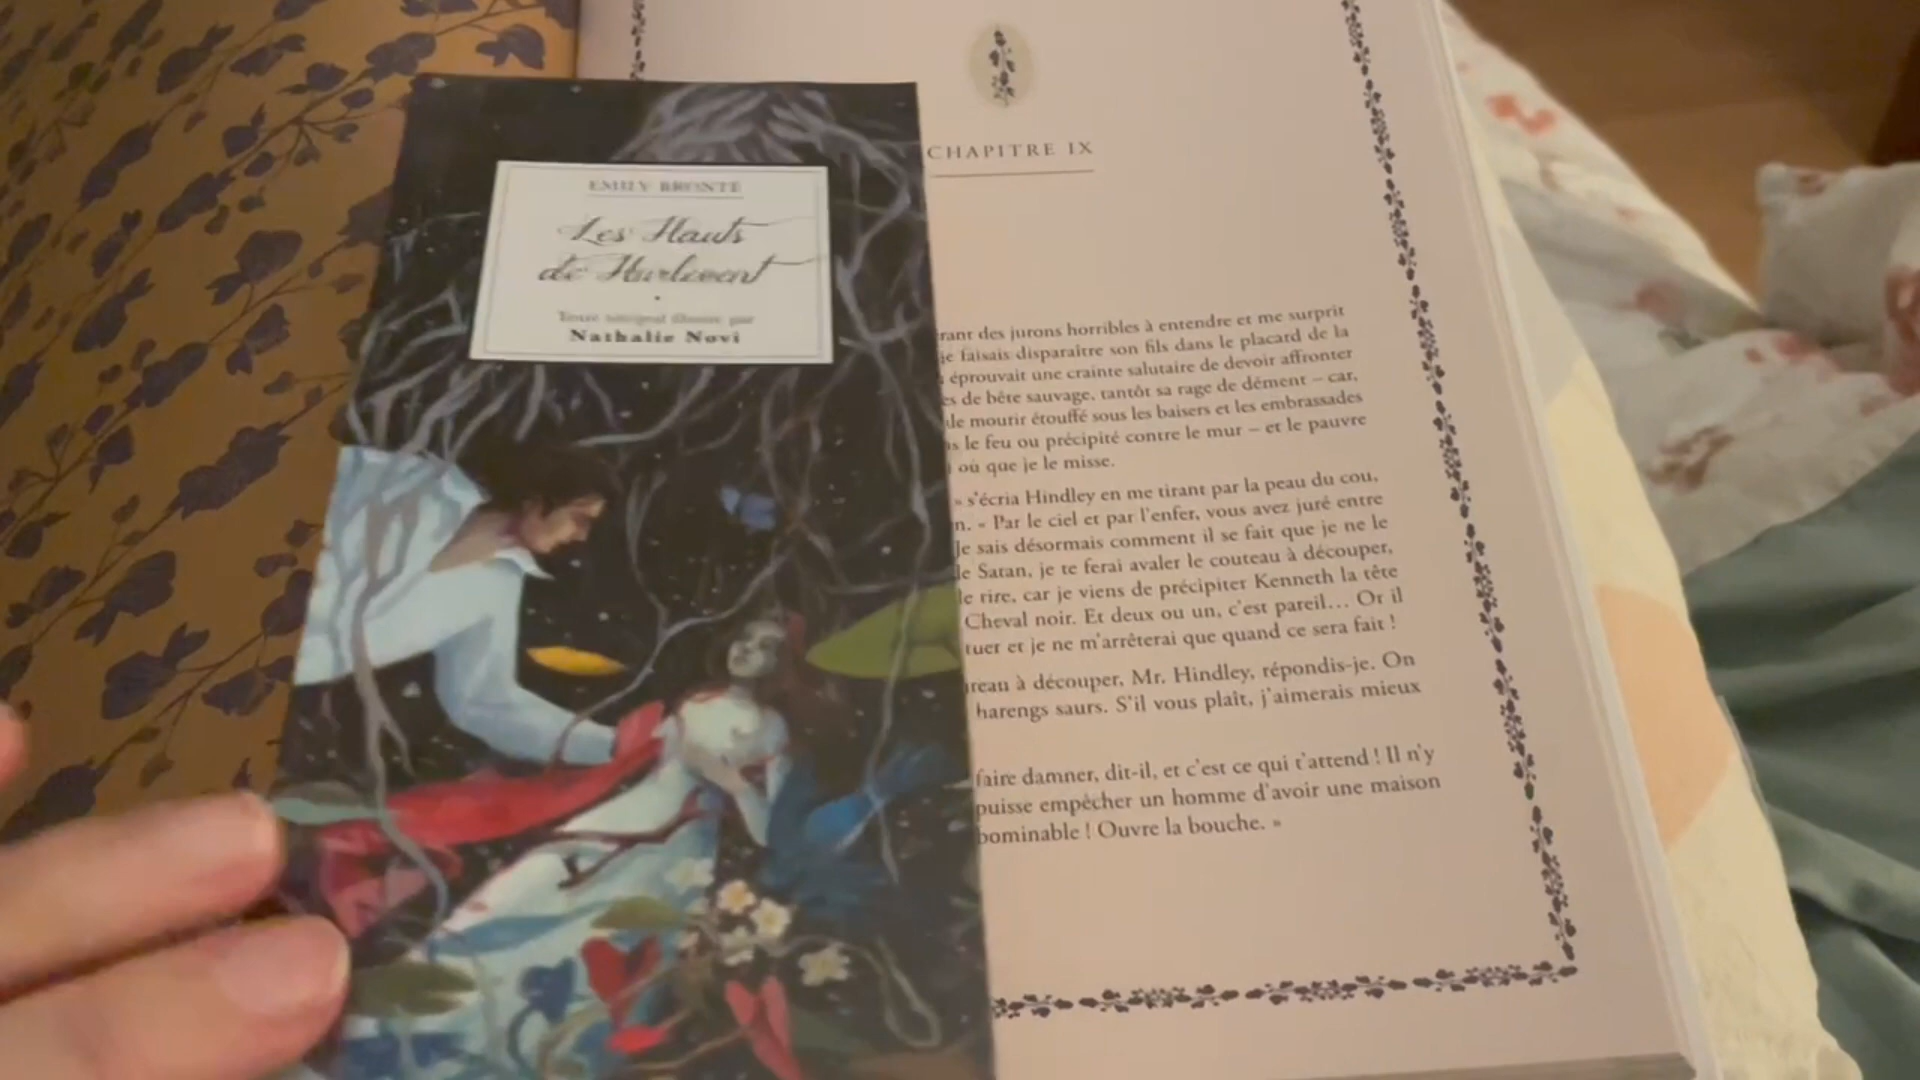 EMILY BRONTË
Les Hauts
de Hurlevent
Texte intégral illustré par
Nathalie Novi
CHAPITRE IX
rant des jurons horribles à entendre et me surprit
je faisais disparaître son fils dans le placard de la
éprouvait une crainte salutaire de devoir affronter
es de bête sauvage, tantôt sa rage de dément – car,
de mourir étouffé sous les baisers et les embrassades
s le feu ou précipité contre le mur – et le pauvre
où que je le misse.
» s'écria Hindley en me tirant par la peau du cou,
n. « Par le ciel et par l'enfer, vous avez juré entre
Je sais désormais comment il se fait que je ne le
de Satan, je te ferai avaler le couteau à découper,
de rire, car je viens de précipiter Kenneth la tête
Cheval noir. Et deux ou un, c'est pareil… Or il
tuer et je ne m'arrêterai que quand ce sera fait !
eau à découper, Mr. Hindley, répondis-je. On
harengs saurs. S'il vous plaît, j'aimerais mieux
faire damner, dit-il, et c'est ce qui t'attend ! Il n'y
puisse empêcher un homme d'avoir une maison
bominable ! Ouvre la bouche. »